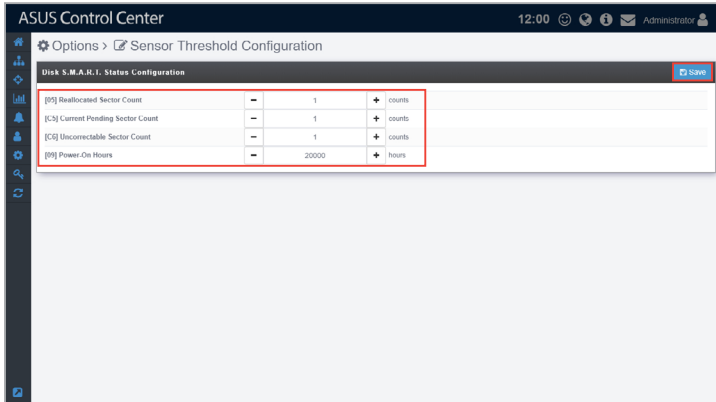 ASUS Control Center
12:00
Administrator
Options > Sensor Threshold Configuration
Disk S.M.A.R.T. Status Configuration
Save
[05] Reallocated Sector Count − 1 + counts
[C5] Current Pending Sector Count − 1 + counts
[C6] Uncorrectable Sector Count − 1 + counts
[09] Power-On Hours − 20000 + hours